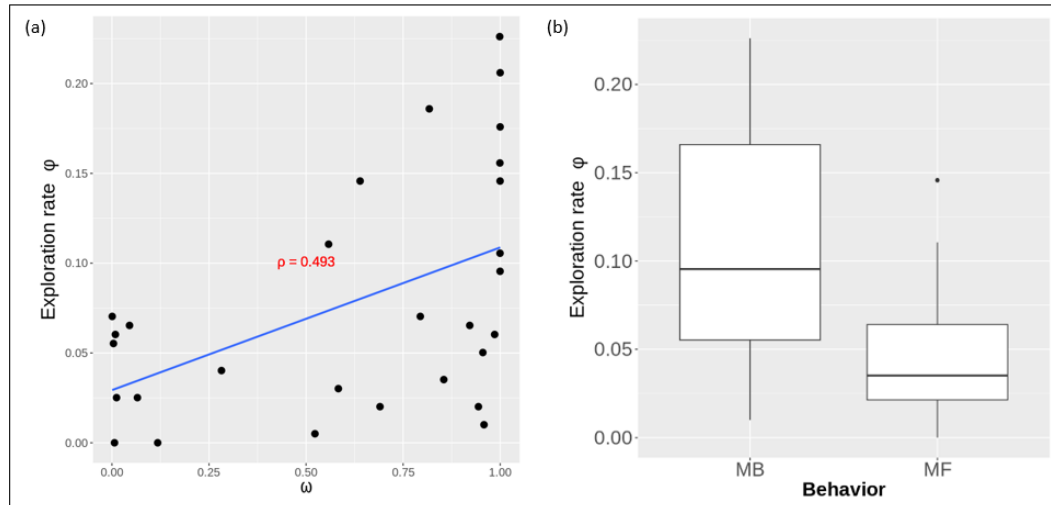 (a)
Exploration rate φ
0.20
0.15
0.10
0.05
0.00
ρ = 0.493
0.00 0.25 0.50 0.75 1.00
ω
(b)
Exploration rate φ
0.20
0.15
0.10
0.05
0.00
MB MF
Behavior